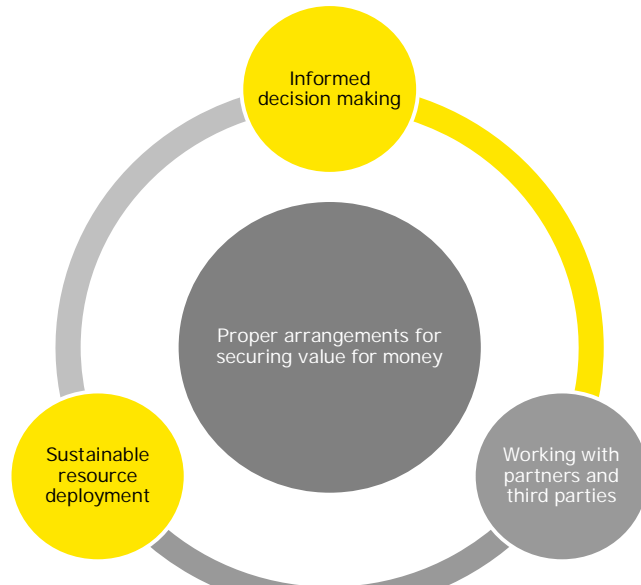 Informed
decision making
Proper arrangements for
securing value for money
Sustainable
resource
deployment
Working with
partners and
third parties